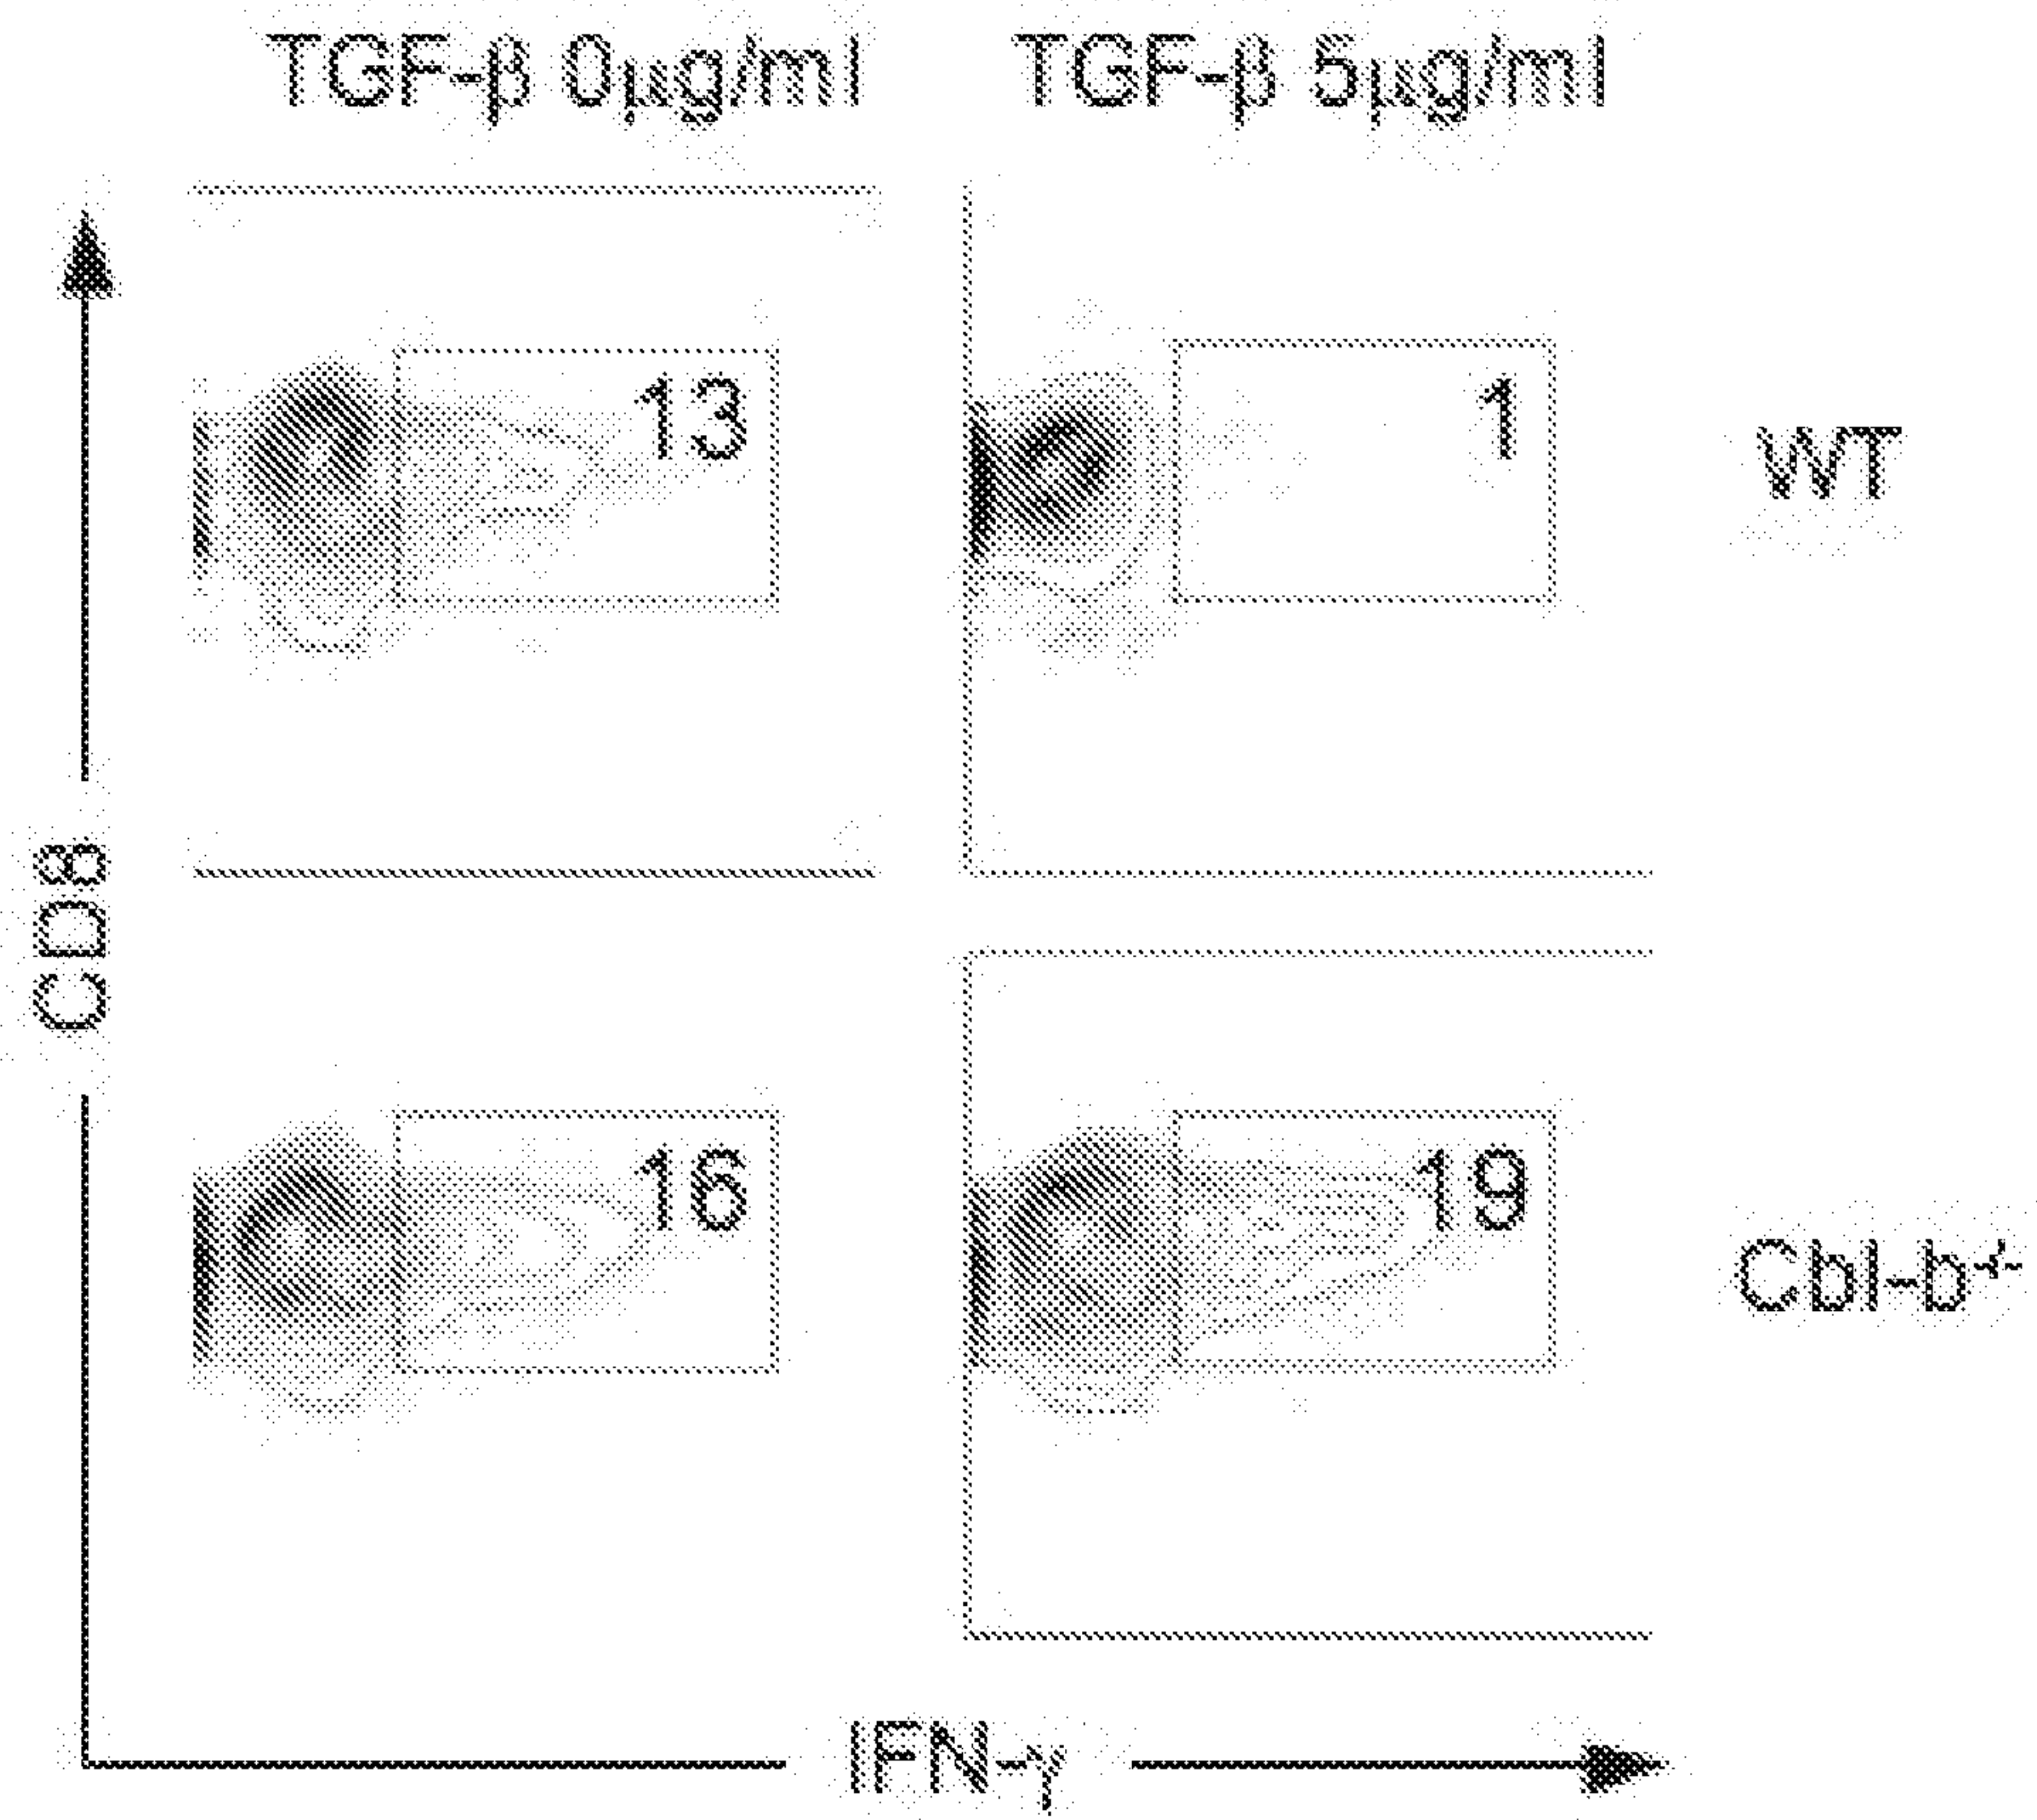 TGF-β 0μg/ml TGF-β 5μg/ml
13 1 WT
CD8
16 19 Cbl-b⁻/⁻
IFN-γ